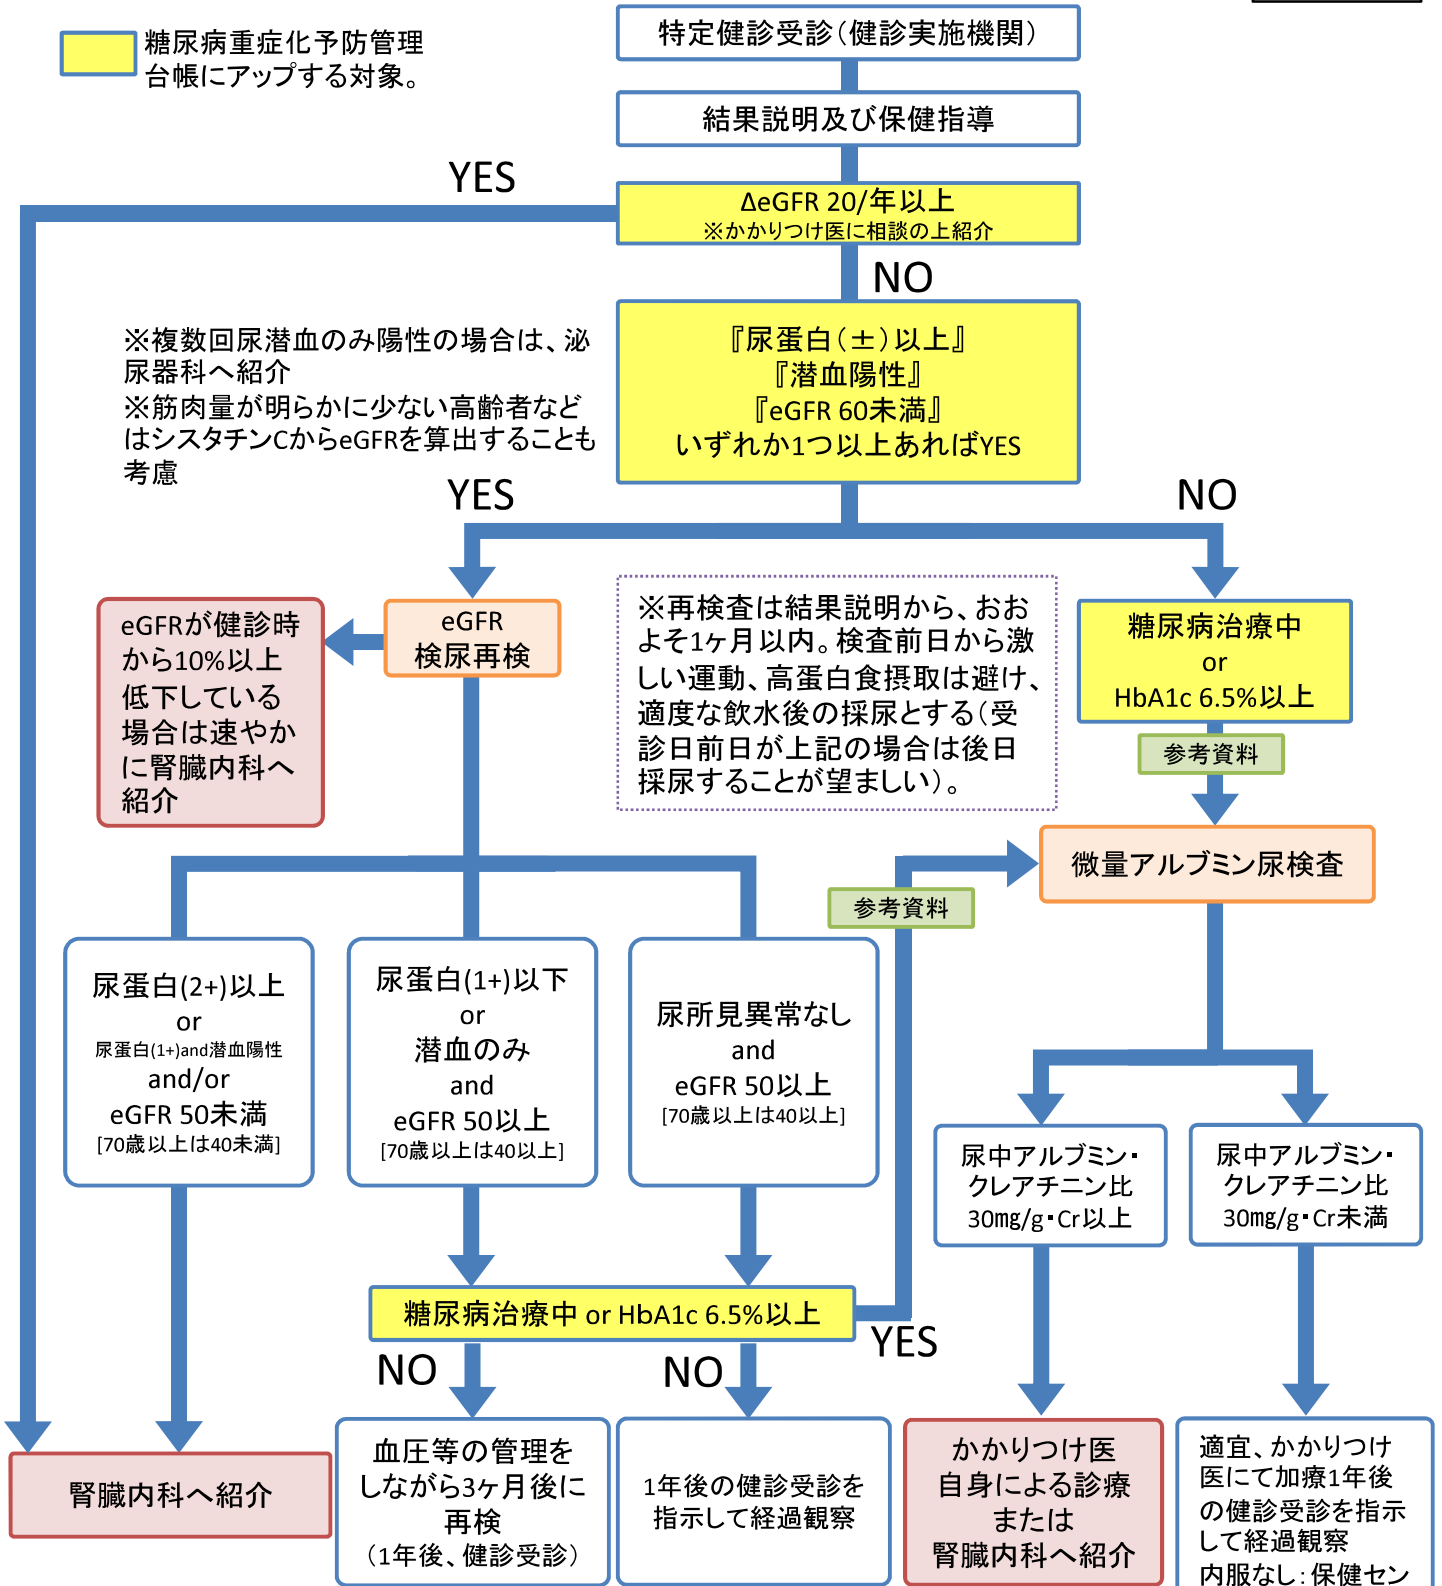 特定健診受診(健診実施機関)
糖尿病重症化予防管理
台帳にアップする対象。
結果説明及び保健指導
YES
ΔeGFR 20/年以上
※かかりつけ医に相談の上紹介
NO
※複数回尿潜血のみ陽性の場合は、泌
尿器科へ紹介
※筋肉量が明らかに少ない高齢者など
はシスタチンCからeGFRを算出することも
考慮
『尿蛋白(±)以上』
『潜血陽性』
『eGFR 60未満』
いずれか1つ以上あればYES
YES
NO
eGFRが健診時
から10%以上
低下している
場合は速やか
に腎臓内科へ
紹介
eGFR
検尿再検
※再検査は結果説明から、おお
よそ1ヶ月以内。検査前日から激
しい運動、高蛋白食摂取は避け、
適度な飲水後の採尿とする(受
診日前日が上記の場合は後日
採尿することが望ましい)。
糖尿病治療中
or
HbA1c 6.5%以上
参考資料
微量アルブミン尿検査
参考資料
尿蛋白(2+)以上
or
尿蛋白(1+)and潜血陽性
and/or
eGFR 50未満
[70歳以上は40未満]
尿蛋白(1+)以下
or
潜血のみ
and
eGFR 50以上
[70歳以上は40以上]
尿所見異常なし
and
eGFR 50以上
[70歳以上は40以上]
尿中アルブミン・
クレアチニン比
30㎎/g・Cr以上
尿中アルブミン・
クレアチニン比
30㎎/g・Cr未満
糖尿病治療中 or HbA1c 6.5%以上
YES
NO
NO
腎臓内科へ紹介
血圧等の管理を
しながら3ヶ月後に
再検
(1年後、健診受診)
1年後の健診受診を
指示して経過観察
かかりつけ医
自身による診療
または
腎臓内科へ紹介
適宜、かかりつけ
医にて加療1年後
の健診受診を指示
して経過観察
内服なし:保健セン